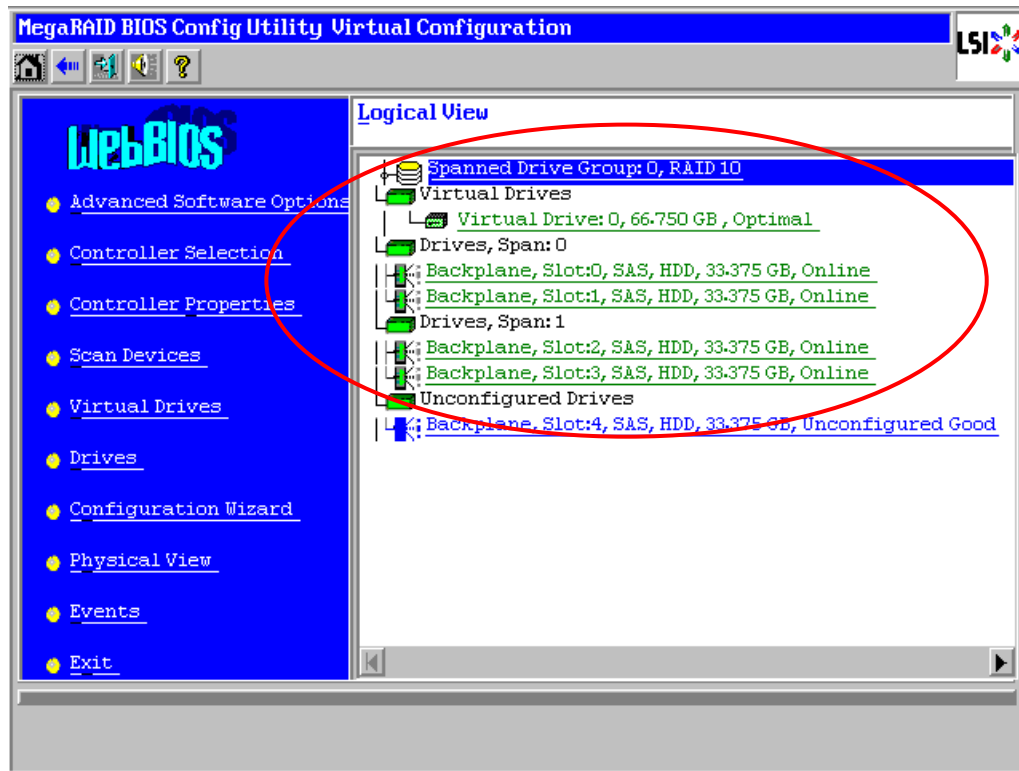 MegaRAID BIOS Config Utility Virtual Configuration
LSI
WebBIOS
Advanced Software Options
Controller Selection
Controller Properties
Scan Devices
Virtual Drives
Drives
Configuration Wizard
Physical View
Events
Exit
Logical View
Spanned Drive Group: 0, RAID 10
Virtual Drives
Virtual Drive: 0, 66.750 GB, Optimal
Drives, Span: 0
Backplane, Slot:0, SAS, HDD, 33.375 GB, Online
Backplane, Slot:1, SAS, HDD, 33.375 GB, Online
Drives, Span: 1
Backplane, Slot:2, SAS, HDD, 33.375 GB, Online
Backplane, Slot:3, SAS, HDD, 33.375 GB, Online
Unconfigured Drives
Backplane, Slot:4, SAS, HDD, 33.375 GB, Unconfigured Good